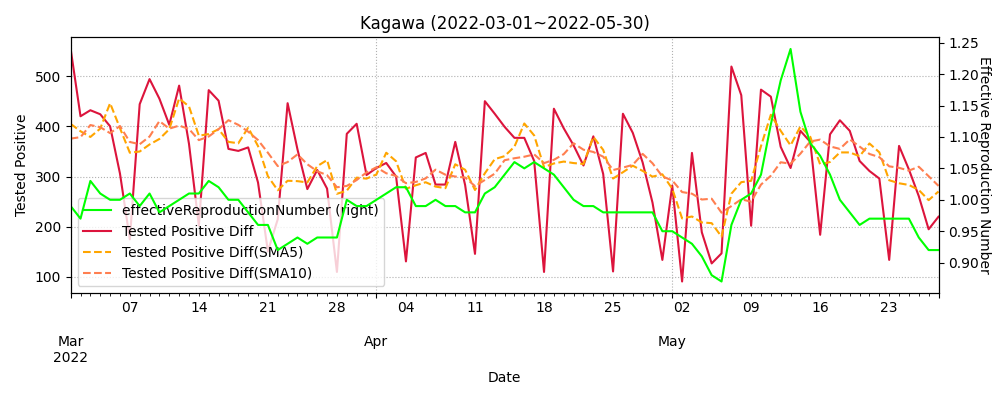 Kagawa (2022-03-01~2022-05-30)
Tested Positive
500
400
300
200
100
1.25
1.20
1.15
1.10
1.05
1.00
0.95
0.90
Effective Reproduction Number
effectiveReproductionNumber (right)
Tested Positive Diff
Tested Positive Diff(SMA5)
Tested Positive Diff(SMA10)
07 14 21 28 04 11 18 25 02 09 16 23
Mar Apr May
2022
Date